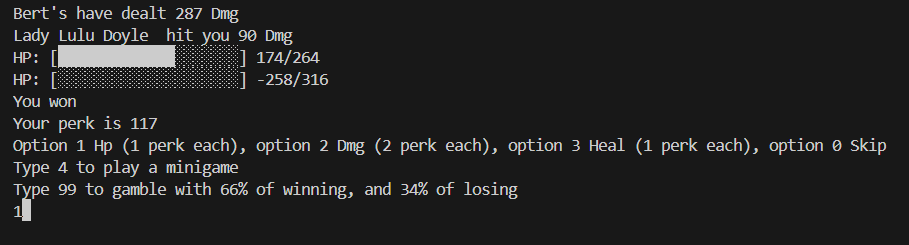 Bert's have dealt 287 Dmg
Lady Lulu Doyle  hit you 90 Dmg
HP: [█████████████░░░░░░░] 174/264
HP: [░░░░░░░░░░░░░░░░░░░░] -258/316
You won
Your perk is 117
Option 1 Hp (1 perk each), option 2 Dmg (2 perk each), option 3 Heal (1 perk each), option 0 Skip
Type 4 to play a minigame
Type 99 to gamble with 66% of winning, and 34% of losing
1